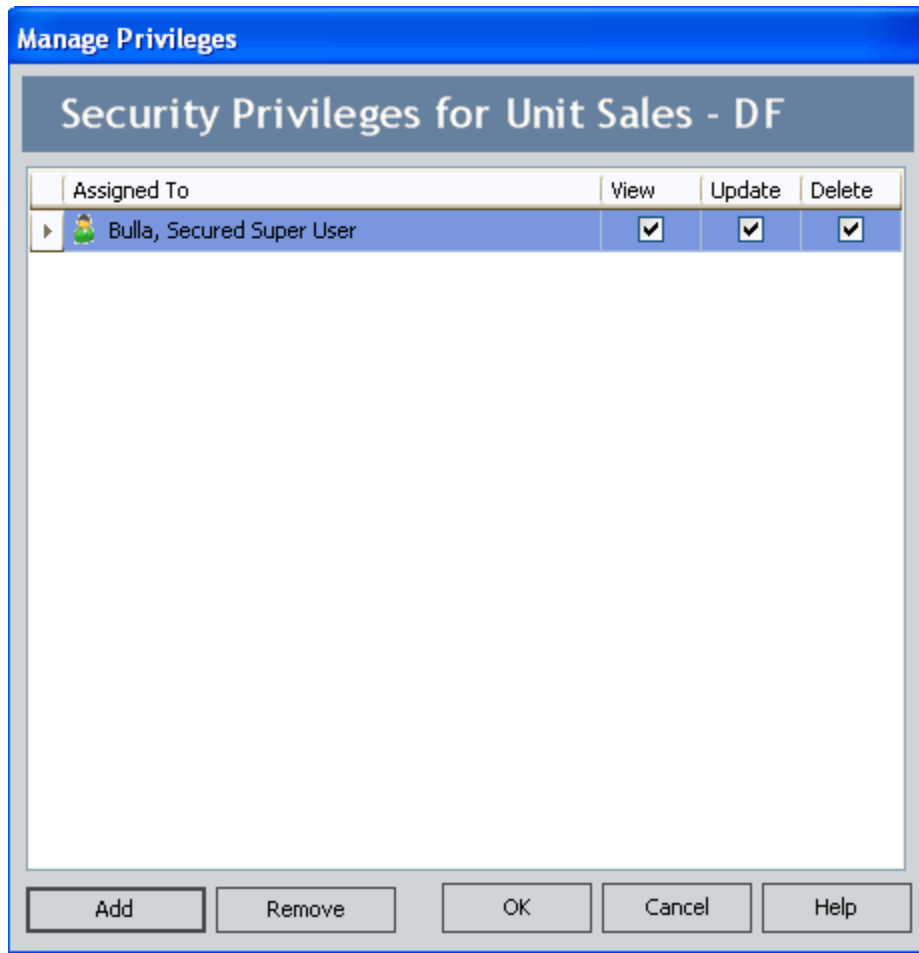 Manage Privileges
Security Privileges for Unit Sales - DF
Assigned To View Update Delete
Bulla, Secured Super User
Add Remove OK Cancel Help